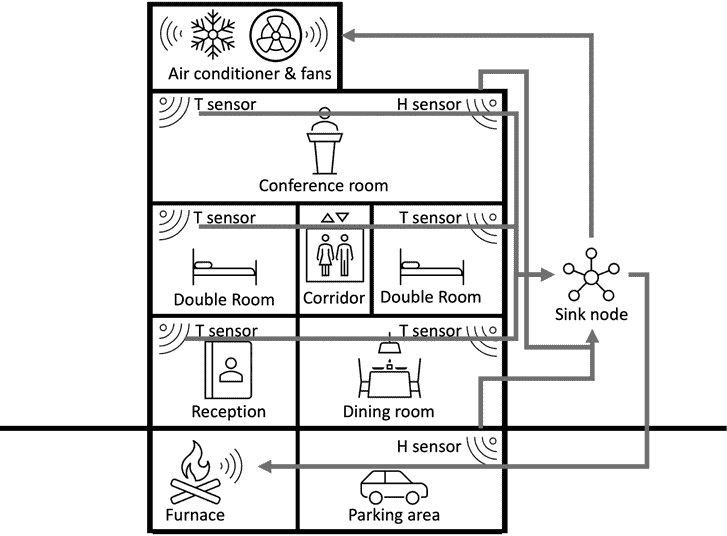 Air conditioner & fans
T sensor
H sensor
Conference room
T sensor
T sensor
Double Room
Corridor
Double Room
Sink node
T sensor
T sensor
Reception
Dining room
H sensor
Furnace
Parking area